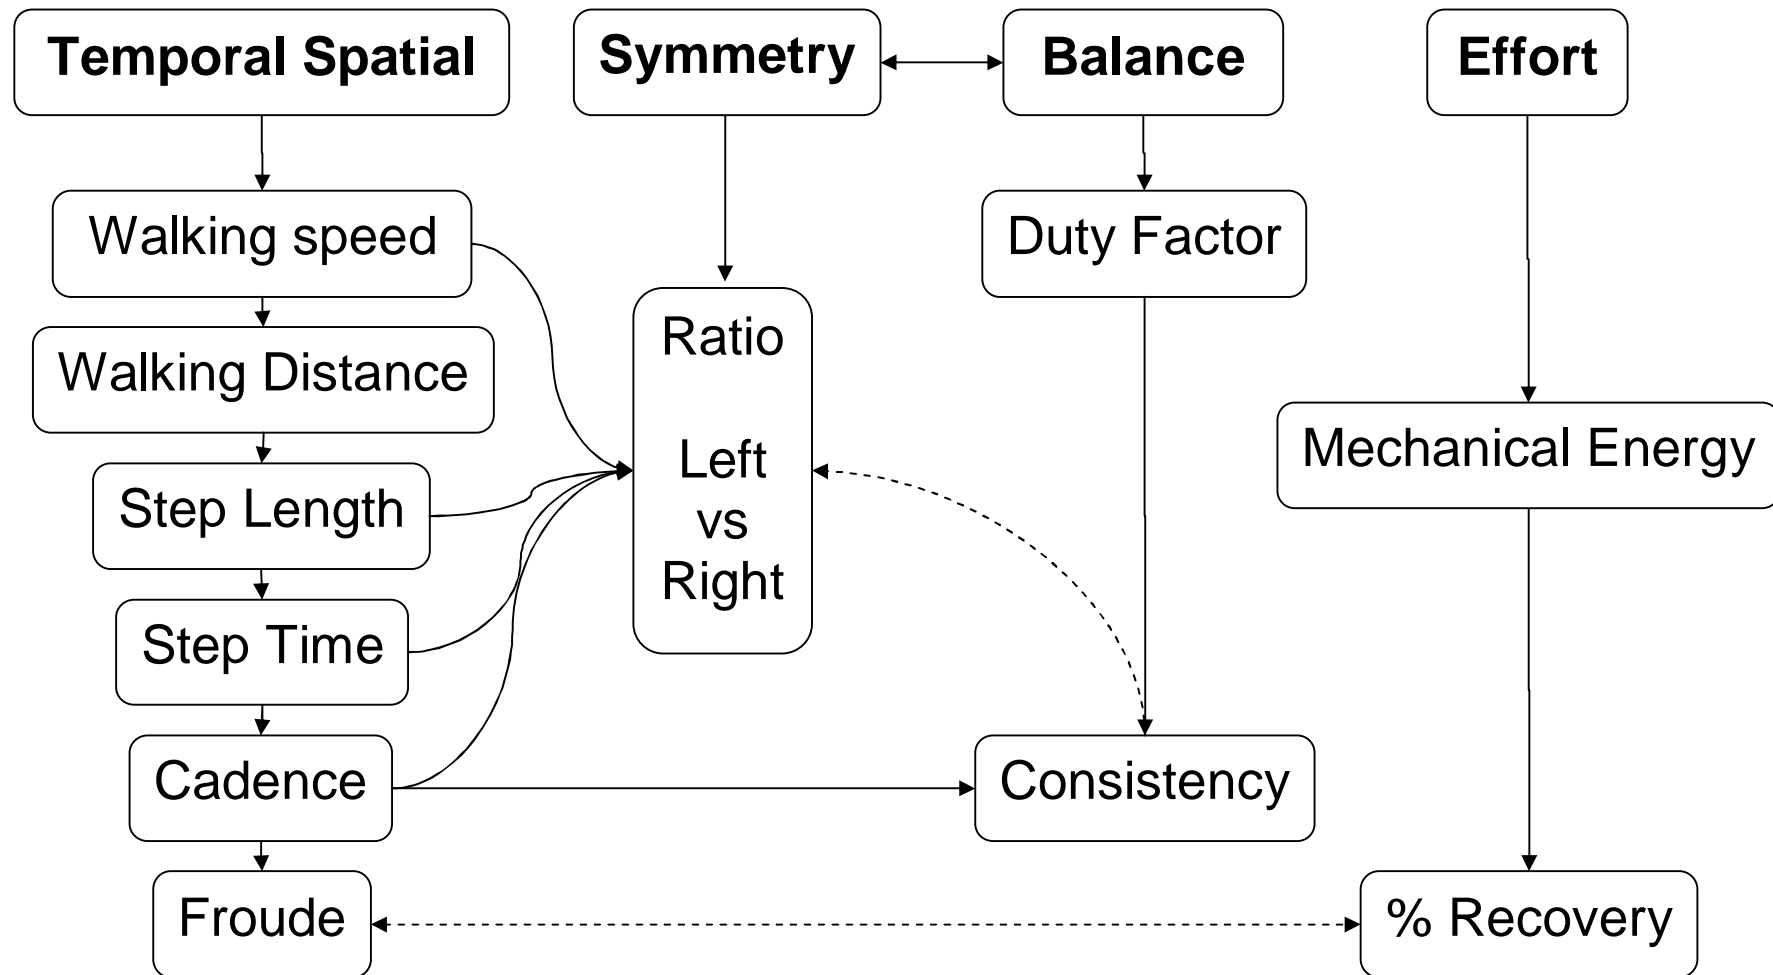 Temporal Spatial
Symmetry
Balance
Effort
Walking speed
Duty Factor
Walking Distance
Ratio
Left
vs
Right
Mechanical Energy
Step Length
Step Time
Cadence
Consistency
Froude
% Recovery